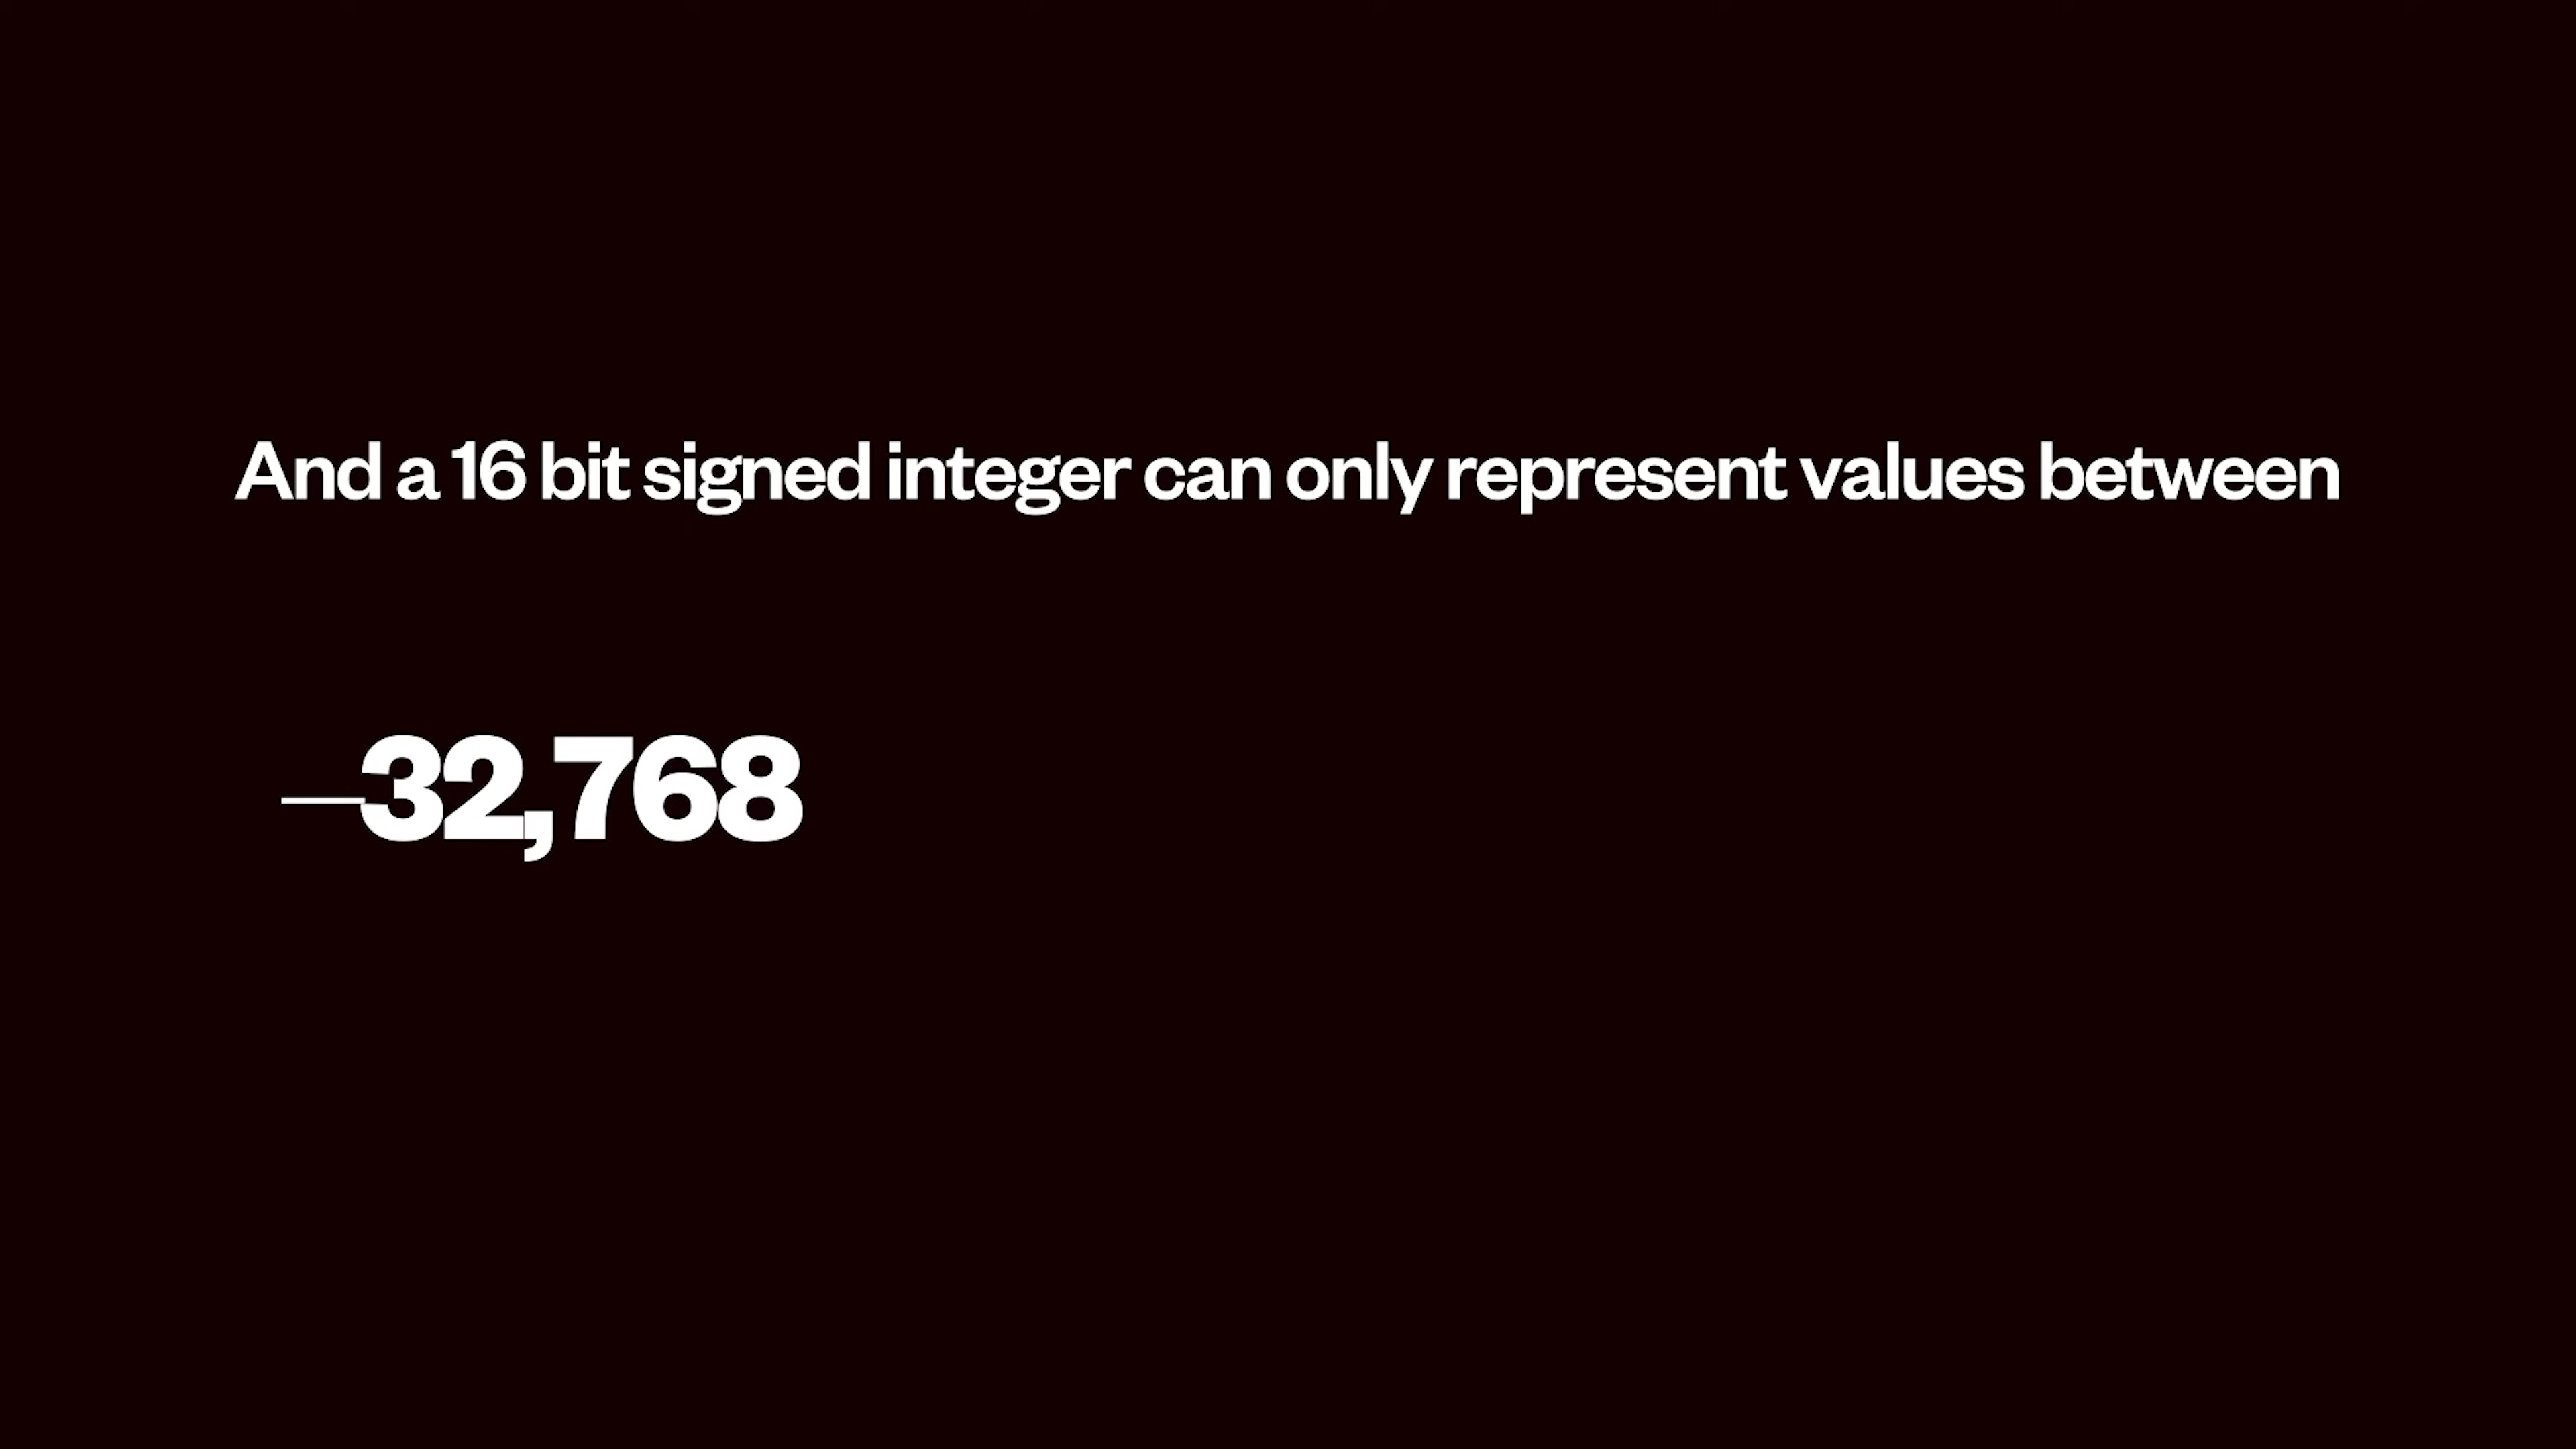 And a 16 bit signed integer can only represent values between
—32,768